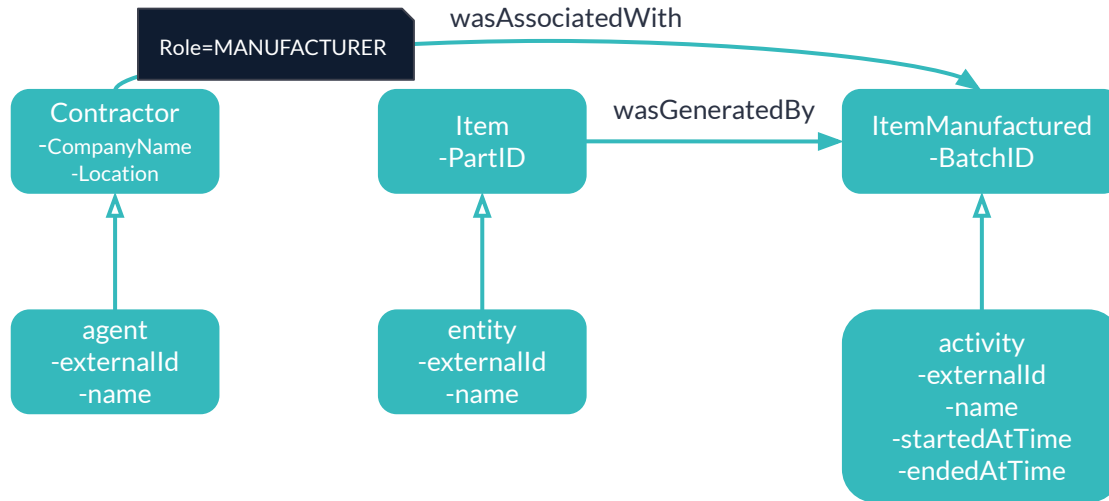 wasAssociatedWith
Role=MANUFACTURER
Contractor
-CompanyName
-Location
Item
-PartID
wasGeneratedBy
ItemManufactured
-BatchID
agent
-externalId
-name
entity
-externalId
-name
activity
-externalId
-name
-startedAtTime
-endedAtTime